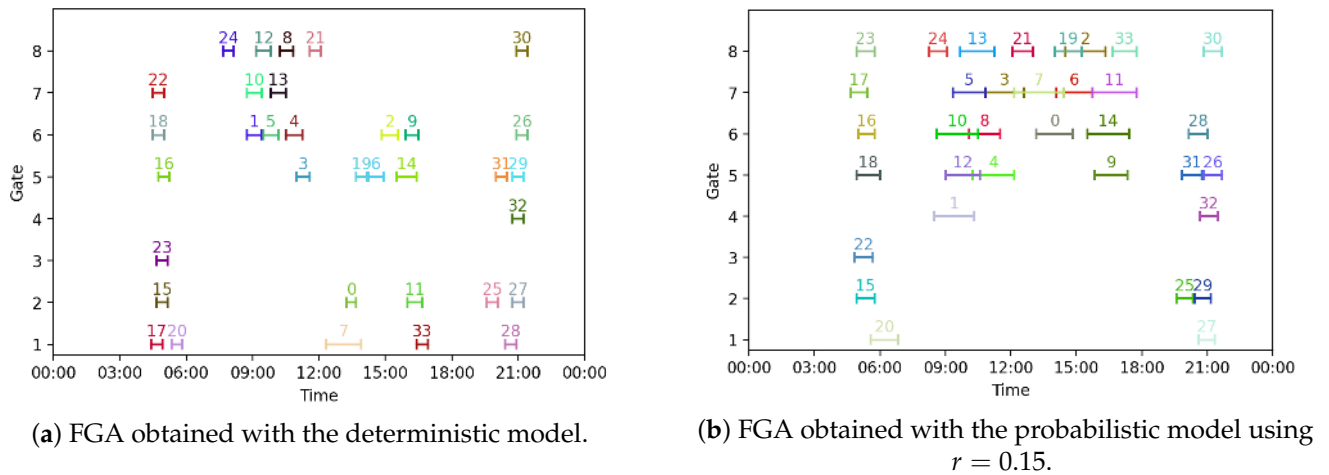 24 12 8 21 30
8
22 10 13
7
18 1 5 4 2 9 26
6
16 3 19 6 14 31 29
5
32
4
23
3
15 0 11 25 27
2
17 20 7 33 28
1
Gate
00:00 03:00 06:00 09:00 12:00 15:00 18:00 21:00 00:00
Time
(a) FGA obtained with the deterministic model.
23 24 13 21 19 2 33 30
8
17 5 3 7 6 11
7
16 10 8 0 14 28
6
18 12 4 9 31 26
5
1 32
4
22
3
15 25 29
2
20 27
1
Gate
00:00 03:00 06:00 09:00 12:00 15:00 18:00 21:00 00:00
Time
(b) FGA obtained with the probabilistic model using
r = 0.15.